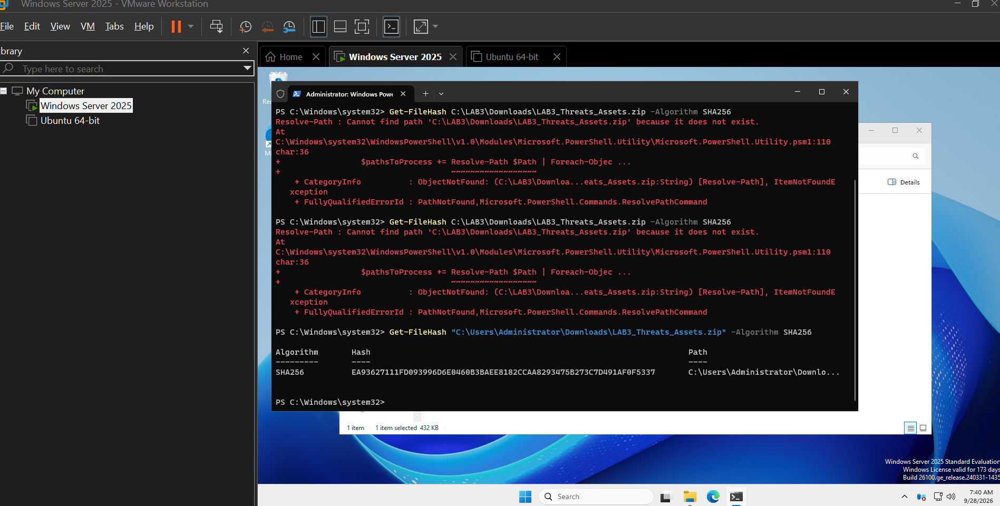 Windows Server 2025 - VMware Workstation
File Edit View VM Tabs Help
brary
Type here to search
My Computer
Windows Server 2025
Ubuntu 64-bit
Home
Windows Server 2025
Ubuntu 64-bit
Rec
Mi
Administrator: Windows Powe
PS C:\Windows\system32> Get-FileHash C:\LAB3\Downloads\LAB3_Threats_Assets.zip -Algorithm SHA256
Resolve-Path : Cannot find path 'C:\LAB3\Downloads\LAB3_Threats_Assets.zip' because it does not exist.
At
C:\Windows\system32\WindowsPowerShell\v1.0\Modules\Microsoft.PowerShell.Utility\Microsoft.PowerShell.Utility.psm1:110
char:36
+                 $pathsToProcess += Resolve-Path $Path | Foreach-Objec ...
+                                    ~~~~~~~~~~~~~~~~~~
    + CategoryInfo          : ObjectNotFound: (C:\LAB3\Downloa...eats_Assets.zip:String) [Resolve-Path], ItemNotFoundE
   xception
    + FullyQualifiedErrorId : PathNotFound,Microsoft.PowerShell.Commands.ResolvePathCommand
PS C:\Windows\system32> Get-FileHash C:\LAB3\Downloads\LAB3_Threats_Assets.zip -Algorithm SHA256
Resolve-Path : Cannot find path 'C:\LAB3\Downloads\LAB3_Threats_Assets.zip' because it does not exist.
At
C:\Windows\system32\WindowsPowerShell\v1.0\Modules\Microsoft.PowerShell.Utility\Microsoft.PowerShell.Utility.psm1:110
char:36
+                 $pathsToProcess += Resolve-Path $Path | Foreach-Objec ...
+                                    ~~~~~~~~~~~~~~~~~~
    + CategoryInfo          : ObjectNotFound: (C:\LAB3\Downloa...eats_Assets.zip:String) [Resolve-Path], ItemNotFoundE
   xception
    + FullyQualifiedErrorId : PathNotFound,Microsoft.PowerShell.Commands.ResolvePathCommand
PS C:\Windows\system32> Get-FileHash "C:\Users\Administrator\Downloads\LAB3_Threats_Assets.zip" -Algorithm SHA256
Algorithm       Hash                                                                   Path
---------       ----                                                                   ----
SHA256          EA93627111FD093996D6E0460B3BAEE8182CCAA8293475B273C7D491AF0F5337       C:\Users\Administrator\Downlo...
PS C:\Windows\system32>
Details
1 item 1 item selected 432 KB
Windows Server 2025 Standard Evaluation
Windows License valid for 173 days
Build 26100.ge_release.240331-1435
Search
7:40 AM
9/28/2026